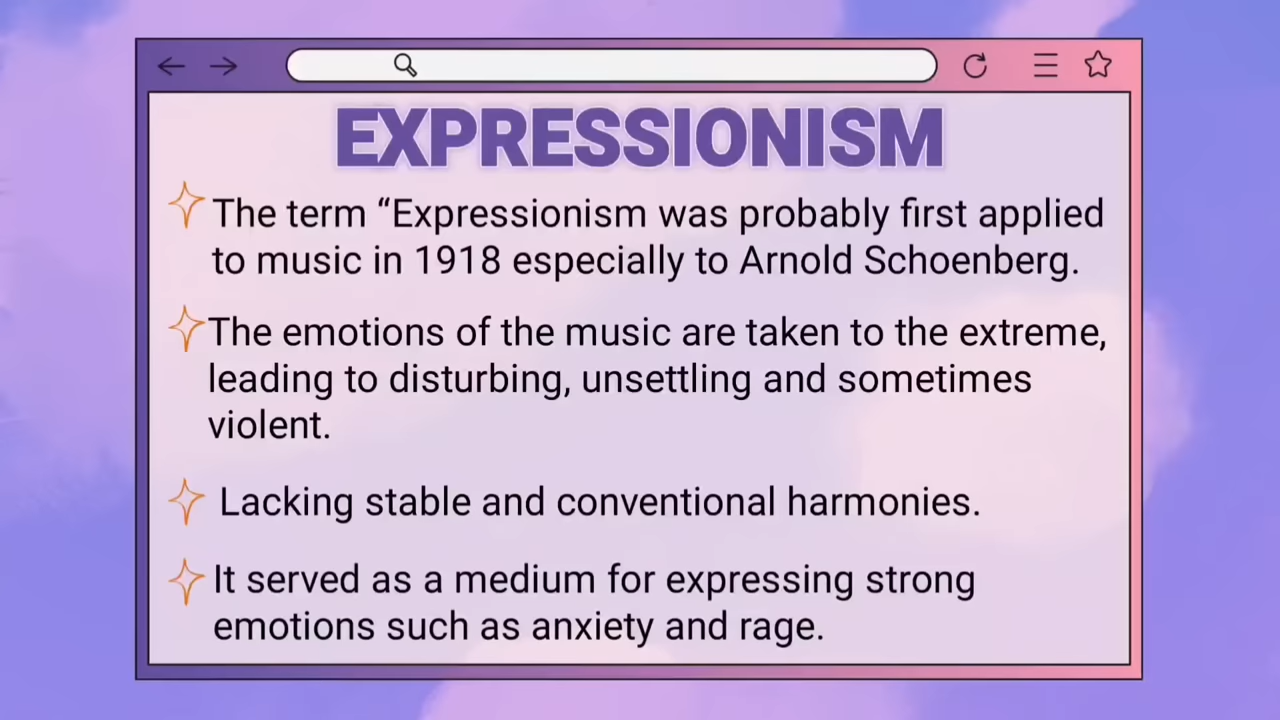 EXPRESSIONISM
The term “Expressionism was probably first applied
to music in 1918 especially to Arnold Schoenberg.
The emotions of the music are taken to the extreme,
leading to disturbing, unsettling and sometimes
violent.
Lacking stable and conventional harmonies.
It served as a medium for expressing strong
emotions such as anxiety and rage.